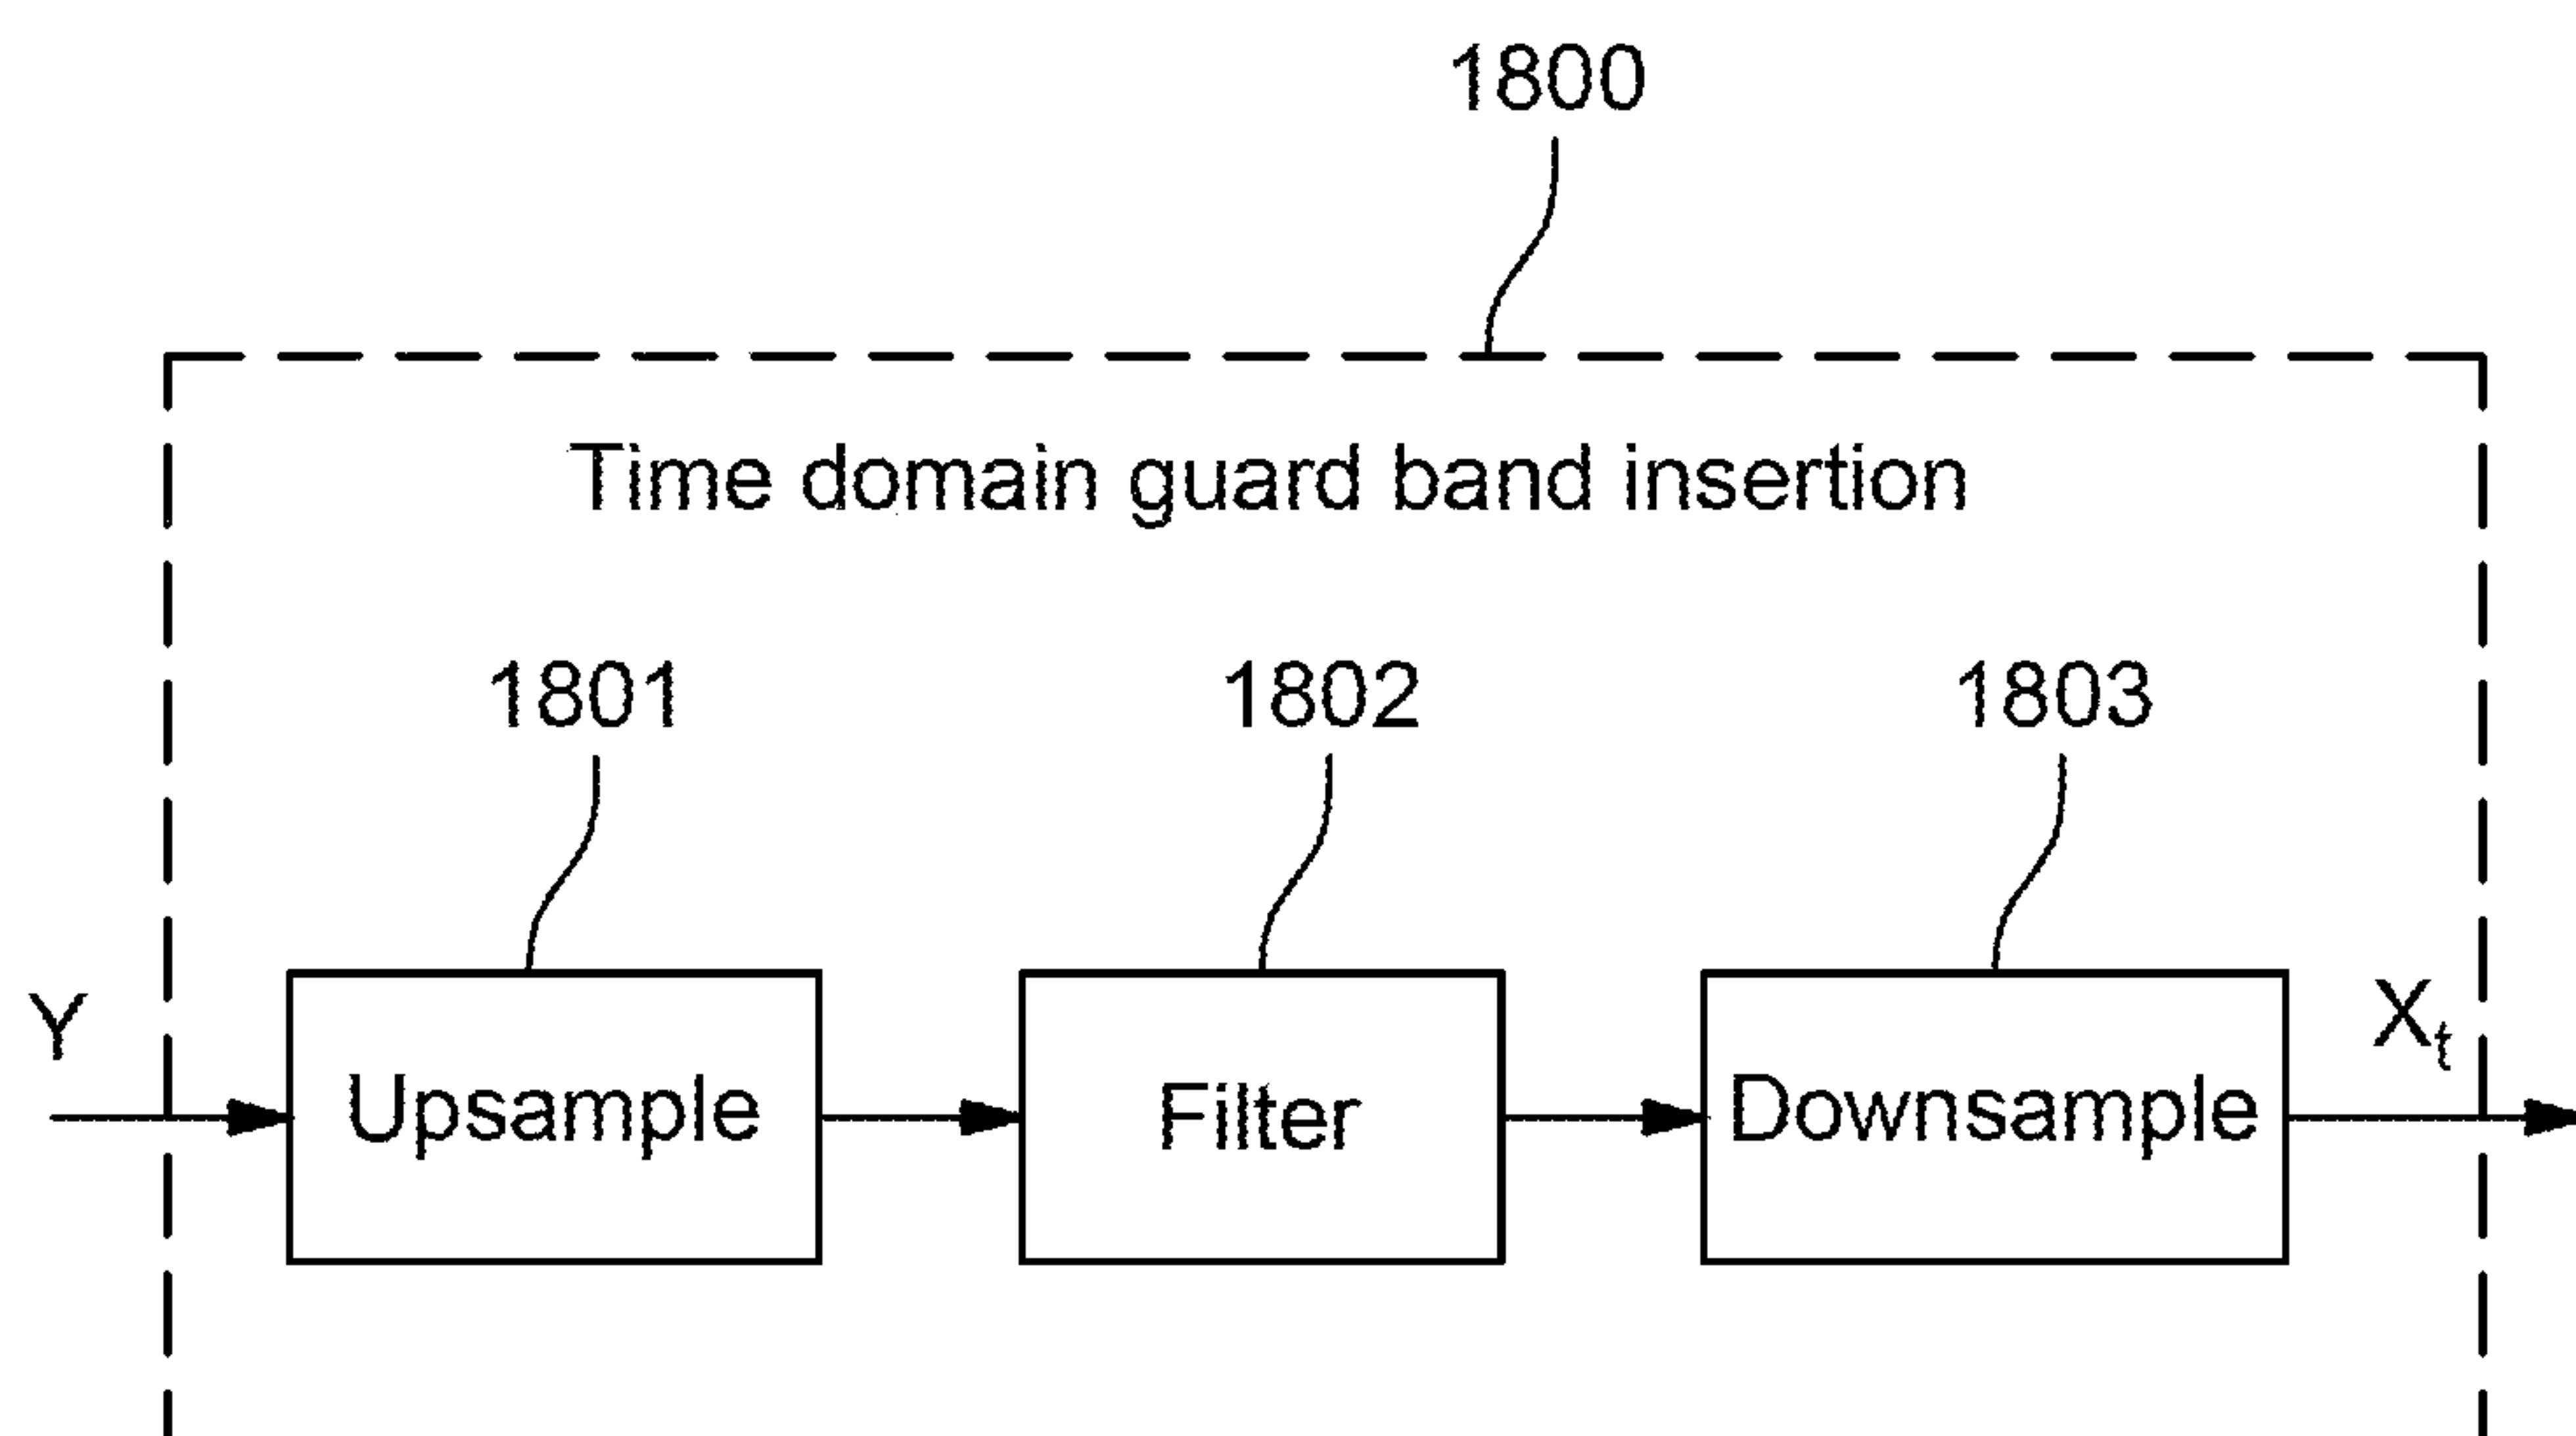 1800
Time domain guard band insertion
1801 1802 1803
Y Xt
Upsample Filter Downsample